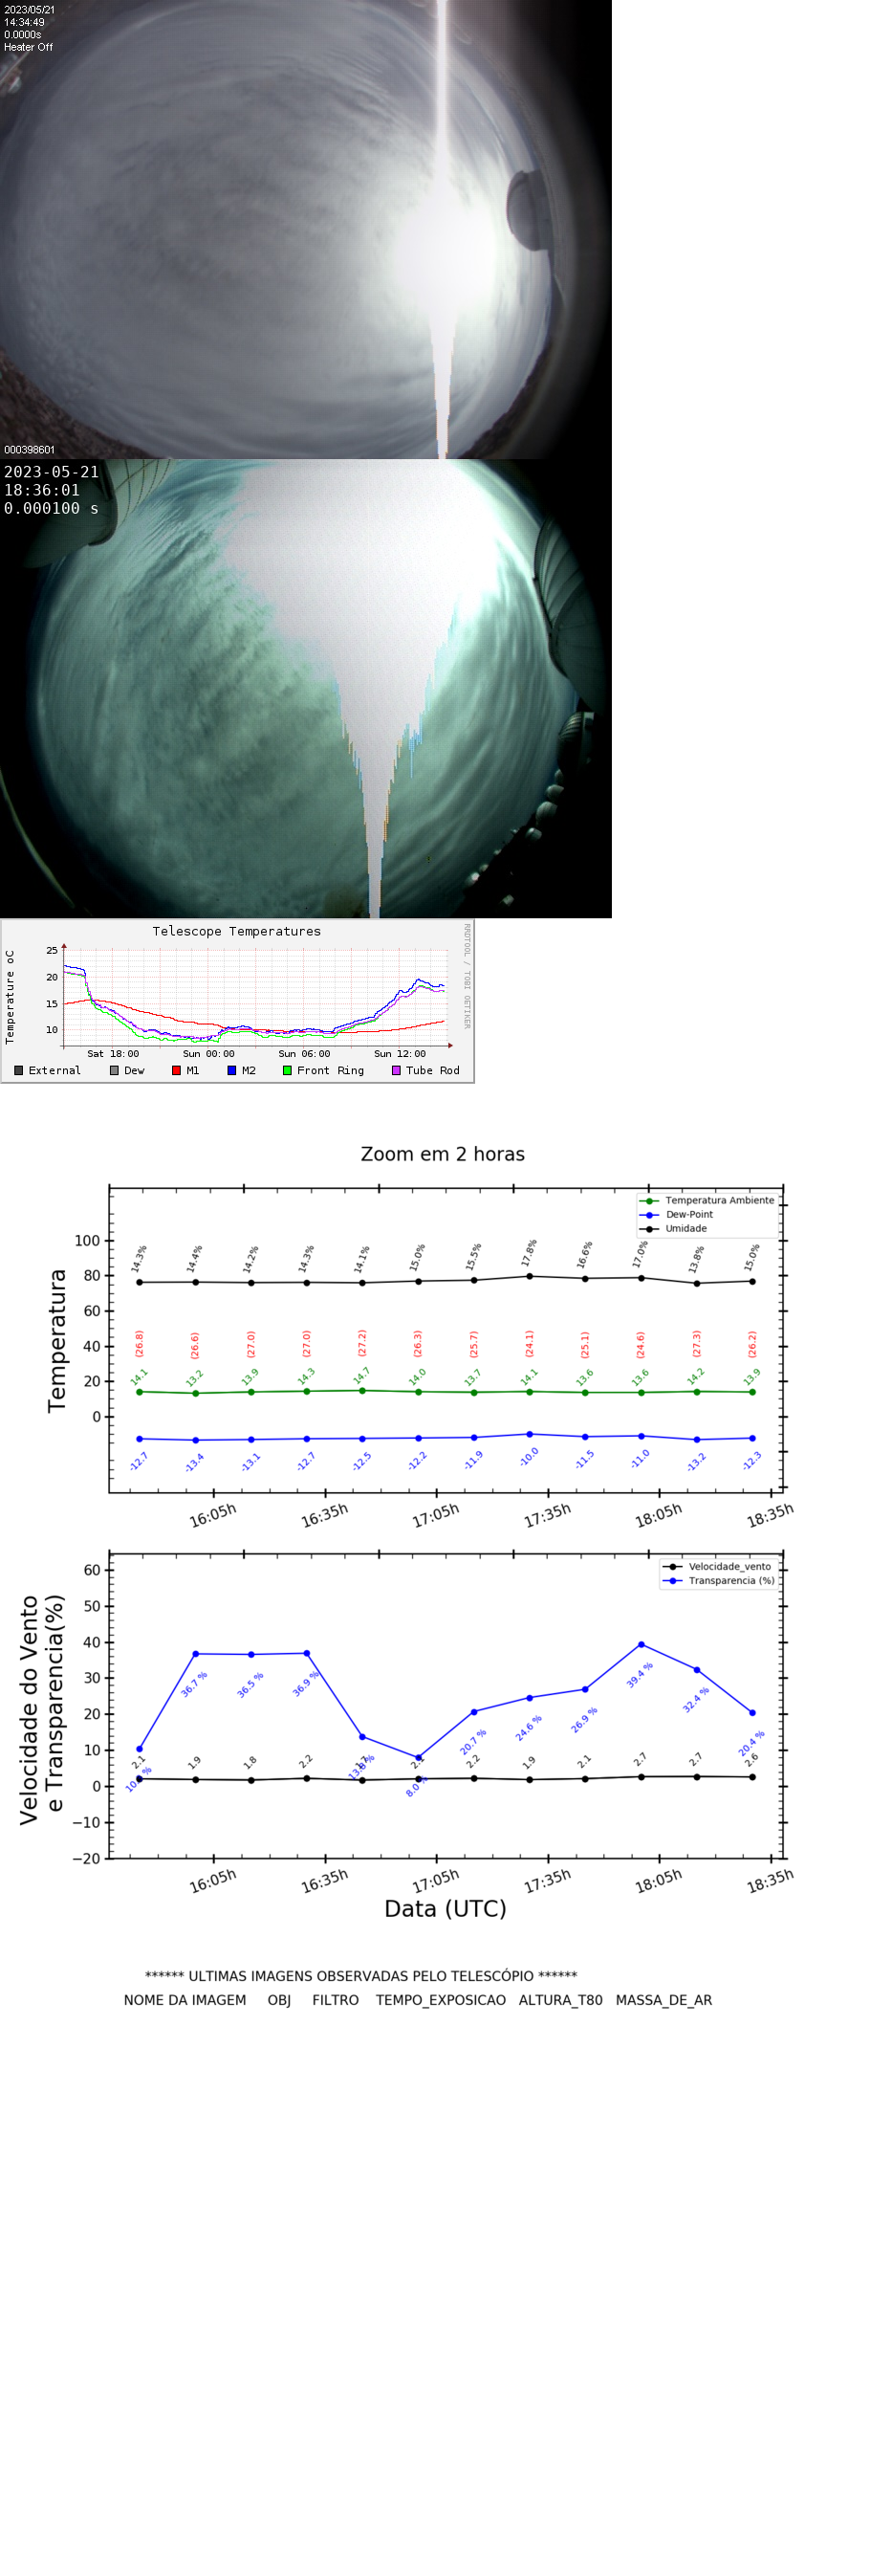 2023/05/21
14:34:49
0.0000s
Heater Off
000398601
2023-05-21
18:36:01
0.000100 s
Telescope Temperatures
RRDTOOL / TOBI OETIKER
Temperature oC
25
20
15
10
Sat 18:00 Sun 00:00 Sun 06:00 Sun 12:00
External Dew M1 M2 Front Ring Tube Rod
Zoom em 2 horas
Temperatura Ambiente
Dew-Point
Umidade
Temperatura
100
80
60
40
20
0
14.3% 14.4% 14.2% 14.3% 14.1% 15.0% 15.5% 17.8% 16.6% 17.0% 13.8% 15.0%
(26.8) (26.6) (27.0) (27.0) (27.2) (26.3) (25.7) (24.1) (25.1) (24.6) (27.3) (26.2)
14.1 13.2 13.9 14.3 14.7 14.0 13.7 14.1 13.6 13.6 14.2 13.9
-12.7 -13.4 -13.1 -12.7 -12.5 -12.2 -11.9 -10.0 -11.5 -11.0 -13.2 -12.3
16:05h 16:35h 17:05h 17:35h 18:05h 18:35h
Velocidade_vento
Transparencia (%)
Velocidade do Vento
e Transparencia(%)
60
50
40
30
20
10
0
−10
−20
36.7 % 36.5 % 36.9 % 8.0 % 20.7 % 24.6 % 26.9 % 39.4 % 32.4 % 20.4 %
2.1 1.9 1.8 2.2 2.1 2.2 1.9 2.1 2.7 2.7 2.6
16:05h 16:35h 17:05h 17:35h 18:05h 18:35h
Data (UTC)
****** ULTIMAS IMAGENS OBSERVADAS PELO TELESCÓPIO ******
NOME DA IMAGEM OBJ FILTRO TEMPO_EXPOSICAO ALTURA_T80 MASSA_DE_AR